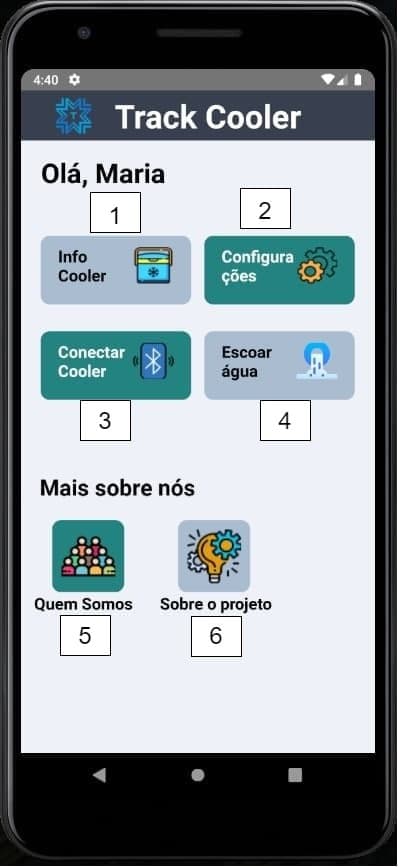 4:40
T
Track Cooler
Olá, Maria
1
2
Info
Cooler
Configura
ções
Conectar
Cooler
Escoar
água
3
4
Mais sobre nós
Quem Somos
Sobre o projeto
5
6